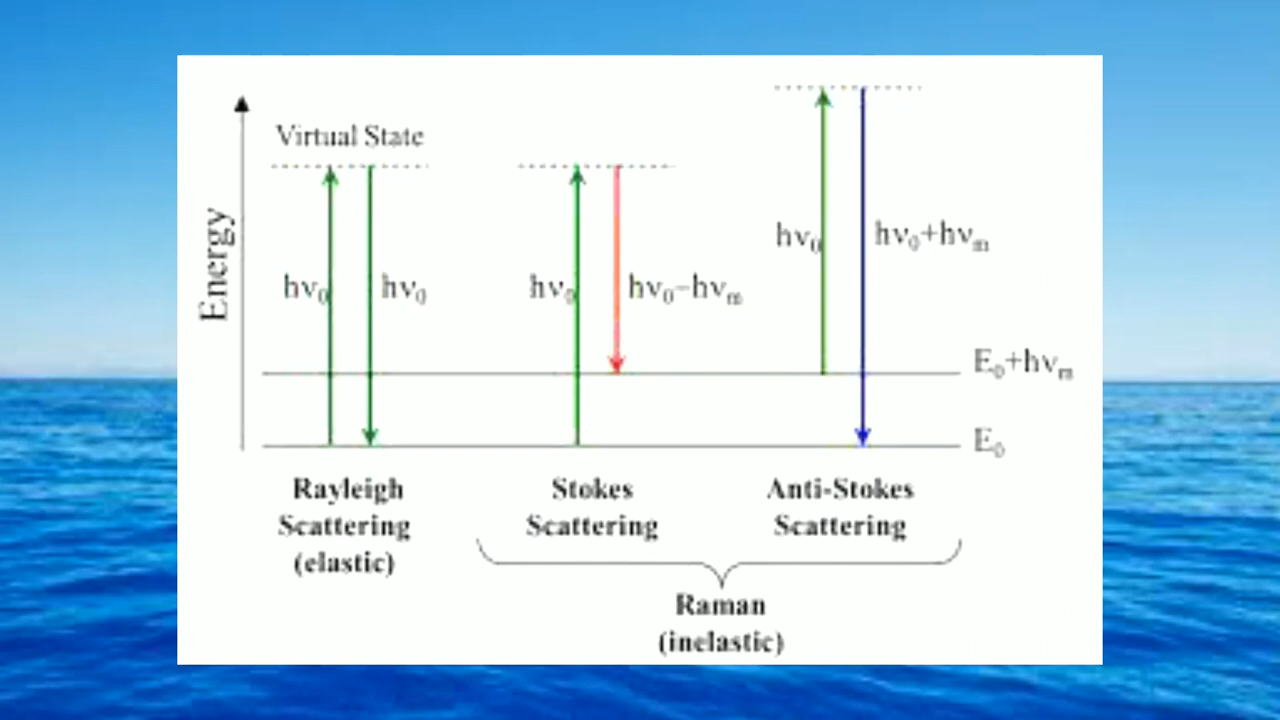 Energy
Virtual State
hν₀
hν₀
hν₀
hν₀−hνₘ
hν₀
hν₀+hνₘ
E₀+hνₘ
E₀
Rayleigh
Scattering
(elastic)
Stokes
Scattering
Anti-Stokes
Scattering
Raman
(inelastic)